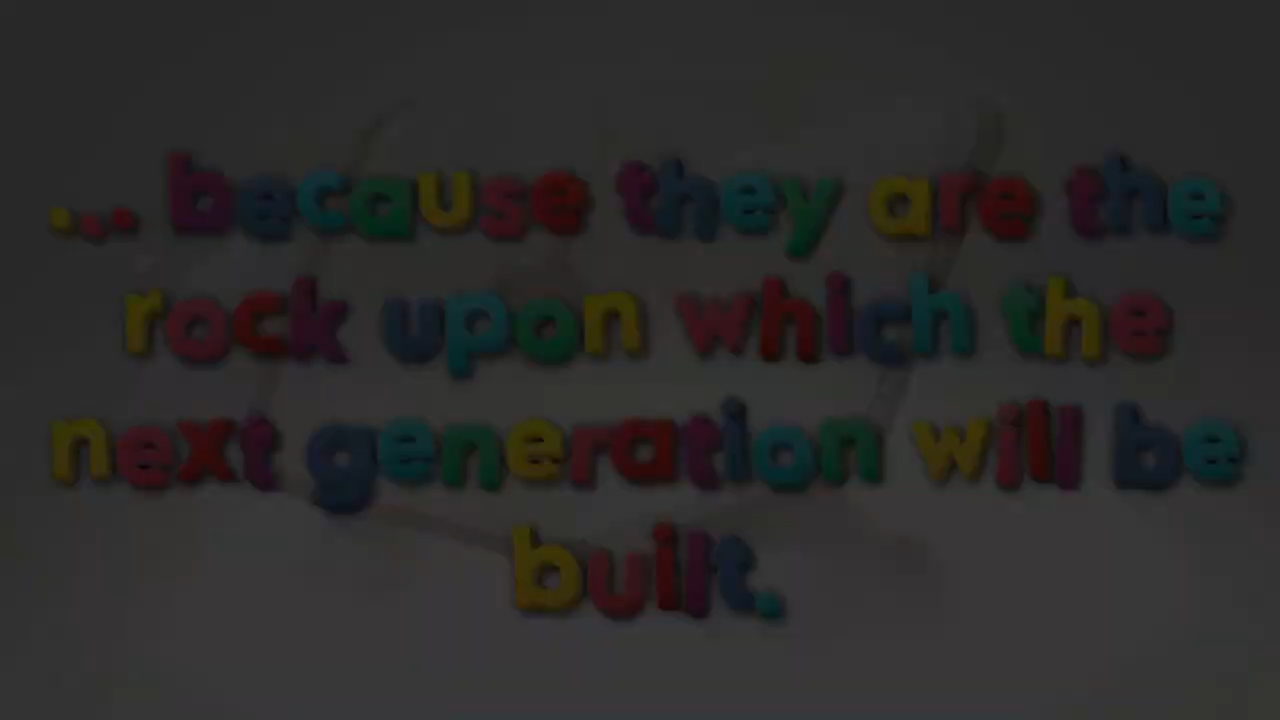 ... because they are the
rock upon which the
next generation will be
built.